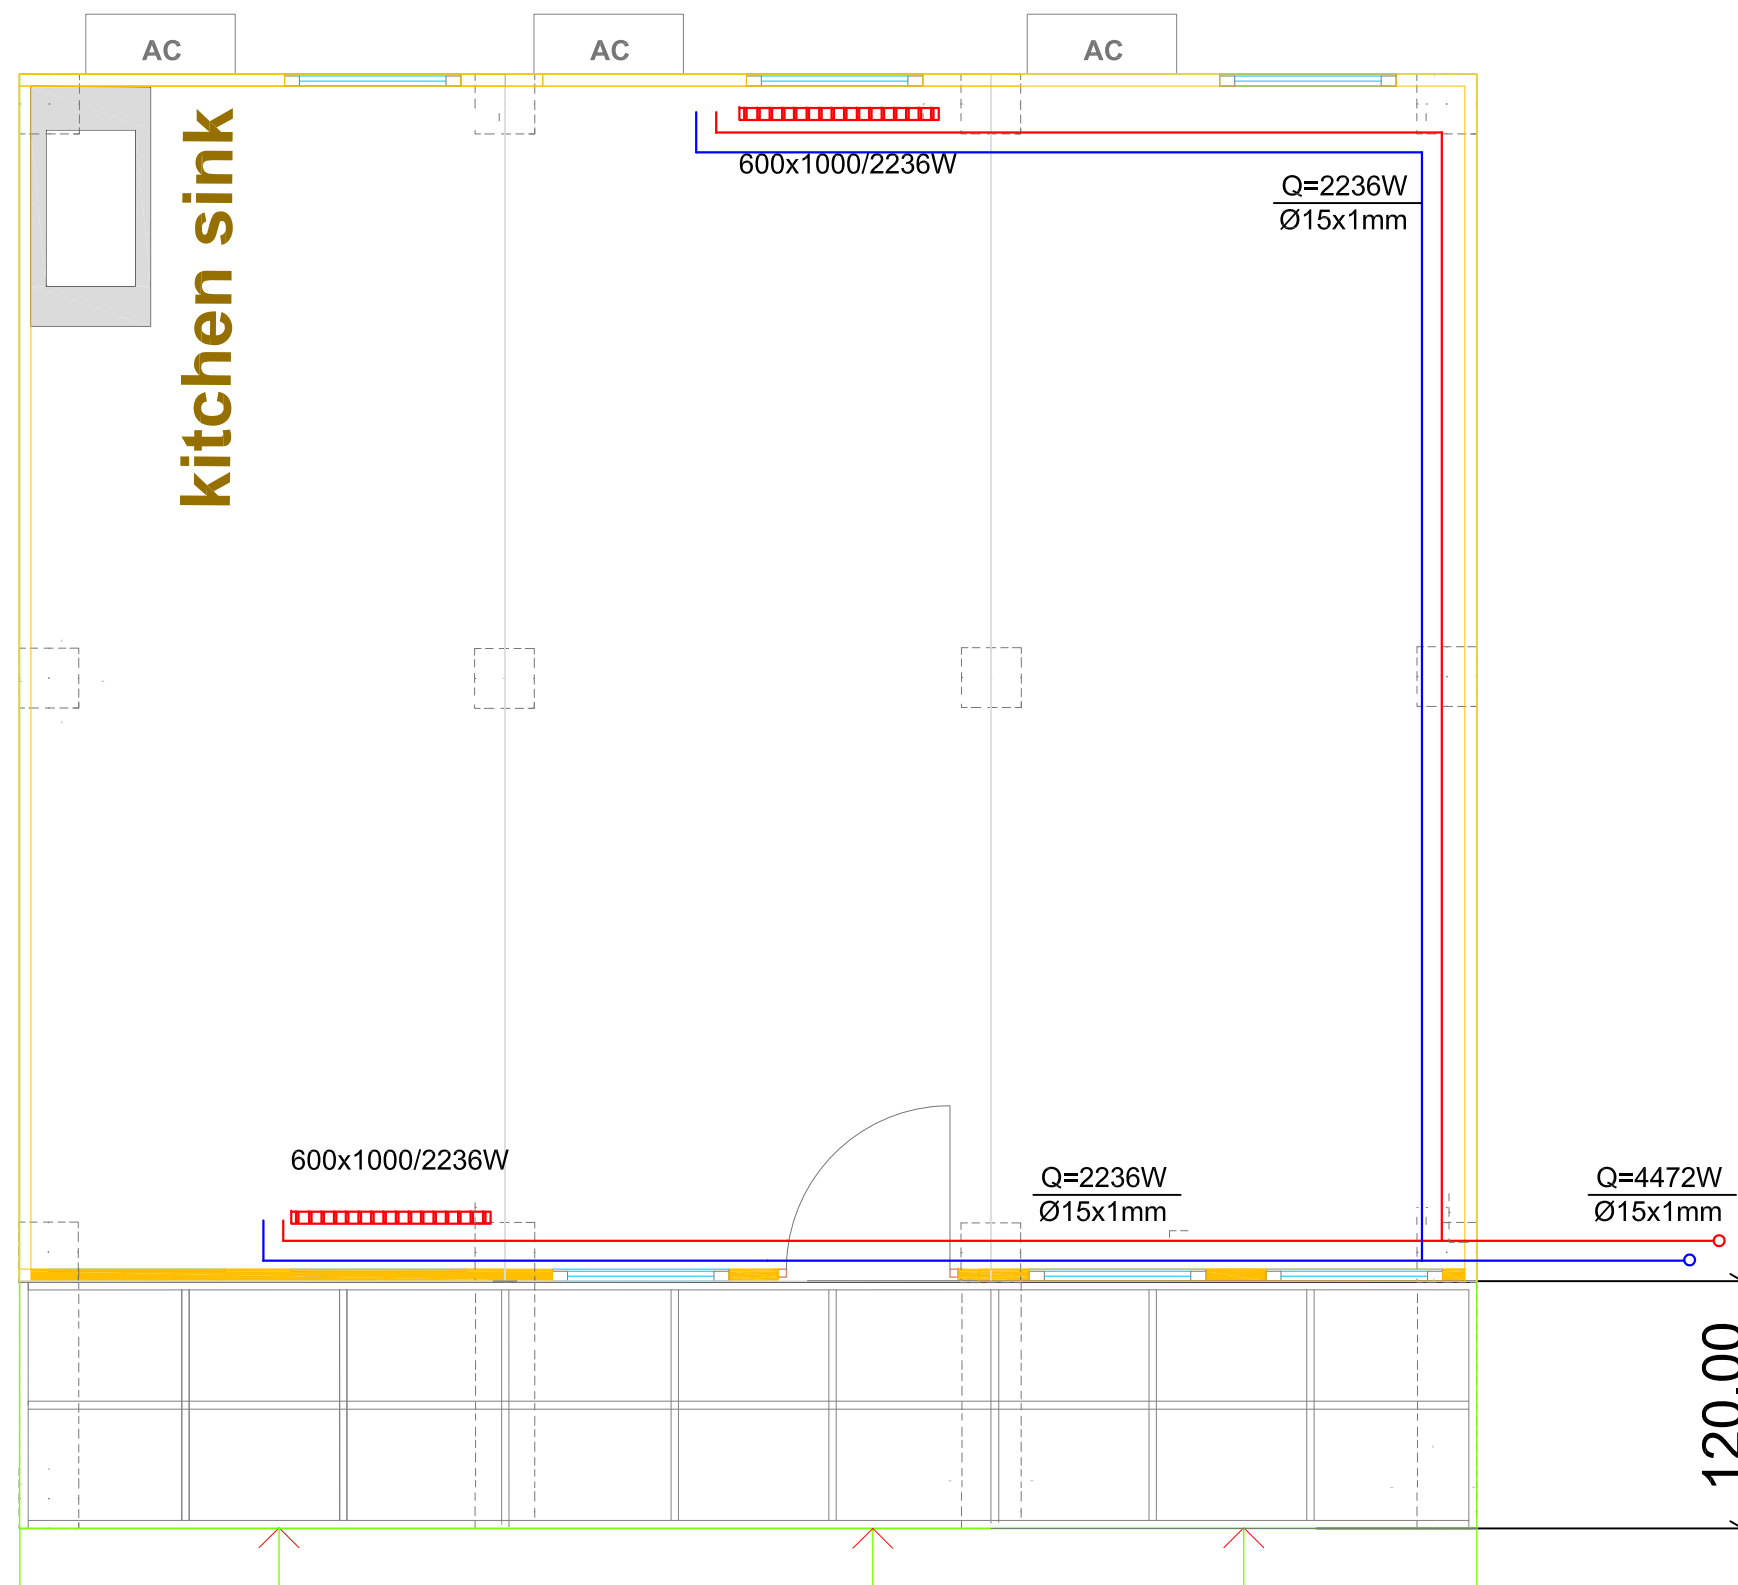 AC
AC
AC
kitchen sink
600x1000/2236W
Q=2236W
Ø15x1mm
600x1000/2236W
Q=2236W
Ø15x1mm
Q=4472W
Ø15x1mm
120.00